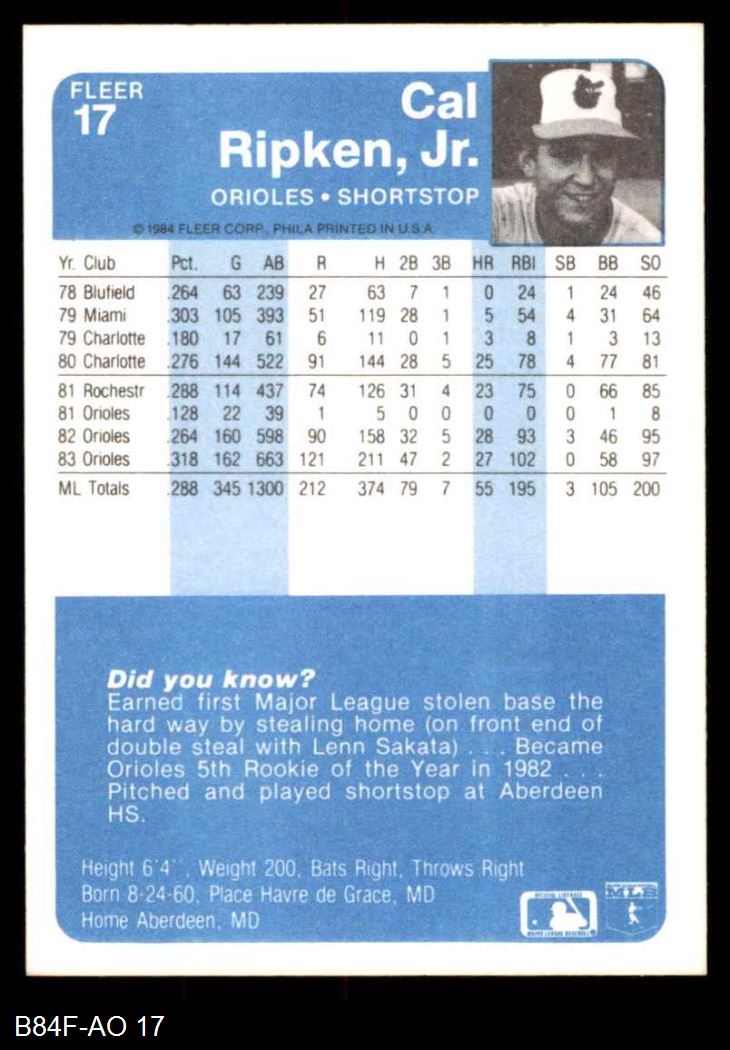 FLEER
17
Cal
Ripken, Jr.
ORIOLES • SHORTSTOP
© 1984 FLEER CORP., PHILA PRINTED IN U.S.A.
Yr. Club Pct. G AB R H 2B 3B HR RBI SB BB SO
78 Blufield .264 63 239 27 63 7 1 0 24 1 24 46
79 Miami .303 105 393 51 119 28 1 5 54 4 31 64
79 Charlotte .180 17 61 6 11 0 1 3 8 1 3 13
80 Charlotte .276 144 522 91 144 28 5 25 78 4 77 81
81 Rochestr .288 114 437 74 126 31 4 23 75 0 66 85
81 Orioles .128 22 39 1 5 0 0 0 0 0 1 8
82 Orioles .264 160 598 90 158 32 5 28 93 3 46 95
83 Orioles .318 162 663 121 211 47 2 27 102 0 58 97
ML Totals .288 345 1300 212 374 79 7 55 195 3 105 200
Did you know?
Earned first Major League stolen base the
hard way by stealing home (on front end of
double steal with Lenn Sakata) . . . Became
Orioles 5th Rookie of the Year in 1982 . . .
Pitched and played shortstop at Aberdeen
HS.
Height 6'4'', Weight 200, Bats Right, Throws Right
Born 8-24-60, Place Havre de Grace, MD
Home Aberdeen, MD
OFFICIAL LICENSEE
MAJOR LEAGUE BASEBALL
B84F-AO 17